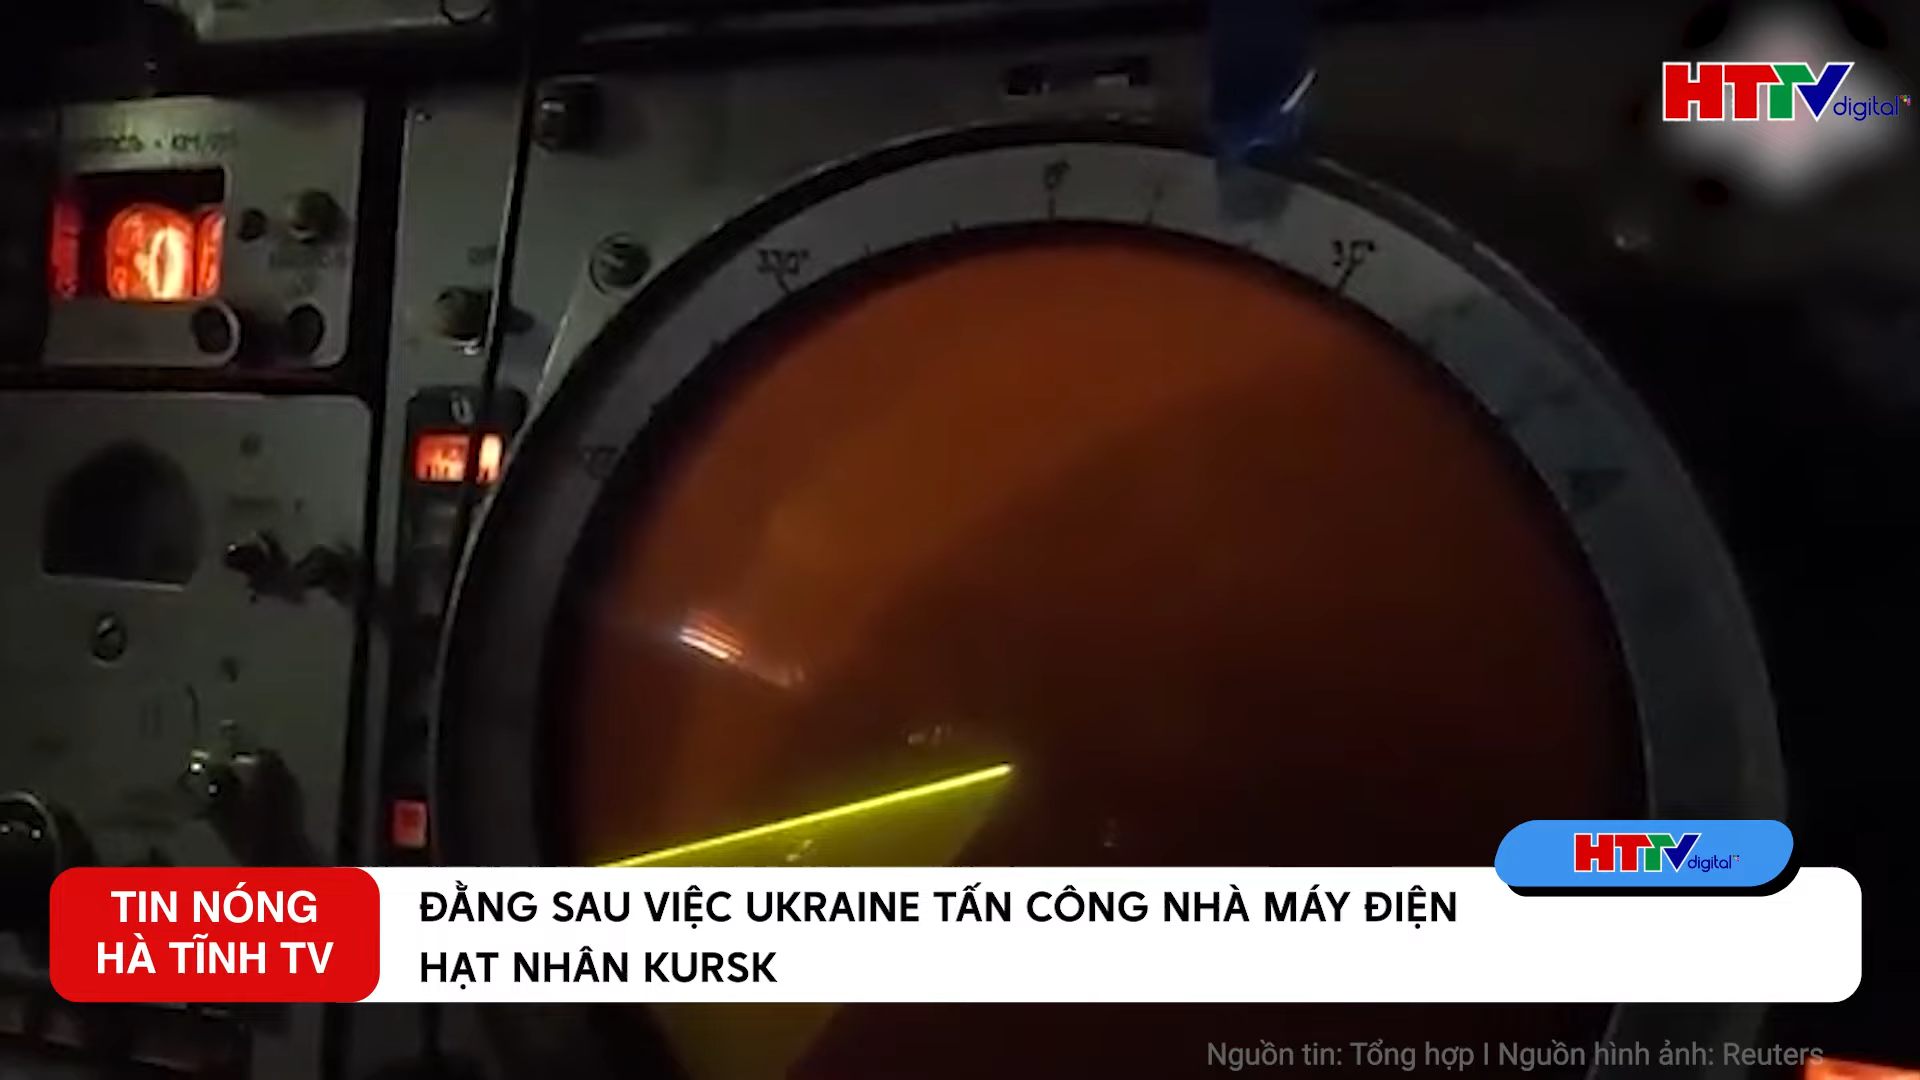 HTTV digital
0°
330°
30°
HTTV digital
TIN NÓNG
HÀ TĨNH TV
ĐẰNG SAU VIỆC UKRAINE TẤN CÔNG NHÀ MÁY ĐIỆN
HẠT NHÂN KURSK
Nguồn tin: Tổng hợp I Nguồn hình ảnh: Reuters